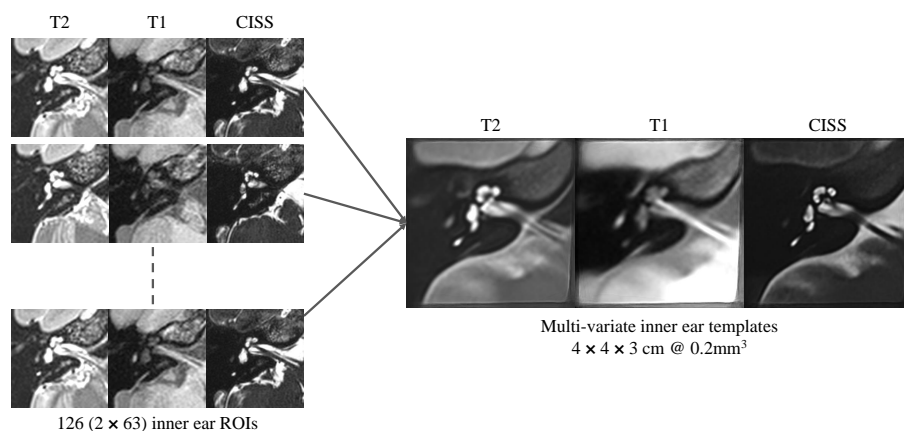 T2 T1 CISS
T2 T1 CISS
Multi-variate inner ear templates
4 × 4 × 3 cm @ 0.2mm³
126 (2 × 63) inner ear ROIs